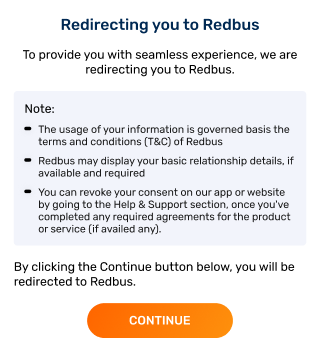 Redirecting you to Redbus
To provide you with seamless experience, we are
redirecting you to Redbus.
Note:
The usage of your information is governed basis the
terms and conditions (T&C) of Redbus
Redbus may display your basic relationship details, if
available and required
You can revoke your consent on our app or website
by going to the Help & Support section, once you've
completed any required agreements for the product
or service (if availed any).
By clicking the Continue button below, you will be
redirected to Redbus.
CONTINUE